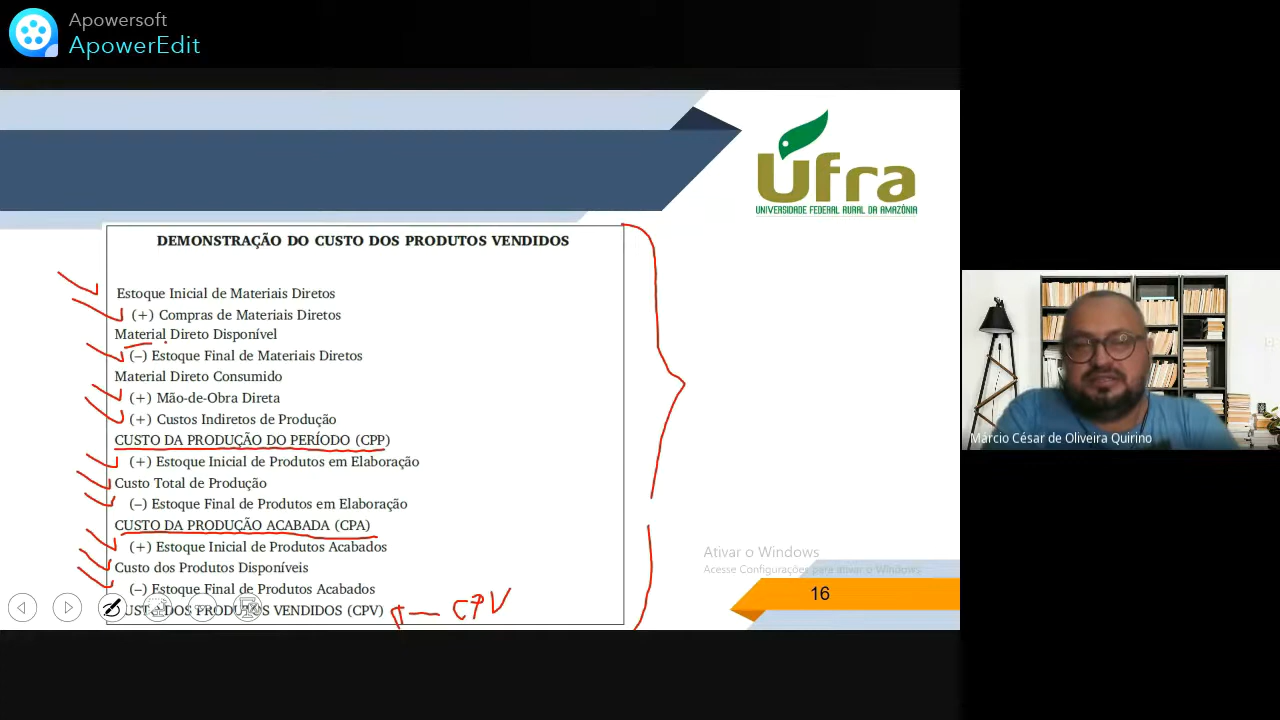 Apowersoft
ApowerEdit
Ufra
UNIVERSIDADE FEDERAL RURAL DA AMAZÔNIA
DEMONSTRAÇÃO DO CUSTO DOS PRODUTOS VENDIDOS
Estoque Inicial de Materiais Diretos
(+) Compras de Materiais Diretos
Material Direto Disponível
(–) Estoque Final de Materiais Diretos
Material Direto Consumido
(+) Mão-de-Obra Direta
(+) Custos Indiretos de Produção
CUSTO DA PRODUÇÃO DO PERÍODO (CPP)
(+) Estoque Inicial de Produtos em Elaboração
Custo Total de Produção
(–) Estoque Final de Produtos em Elaboração
CUSTO DA PRODUÇÃO ACABADA (CPA)
(+) Estoque Inicial de Produtos Acabados
Custo dos Produtos Disponíveis
(–) Estoque Final de Produtos Acabados
CUSTO DOS PRODUTOS VENDIDOS (CPV)
CPV
Márcio César de Oliveira Quirino
Ativar o Windows
Acesse Configurações para ativar o Windows
16